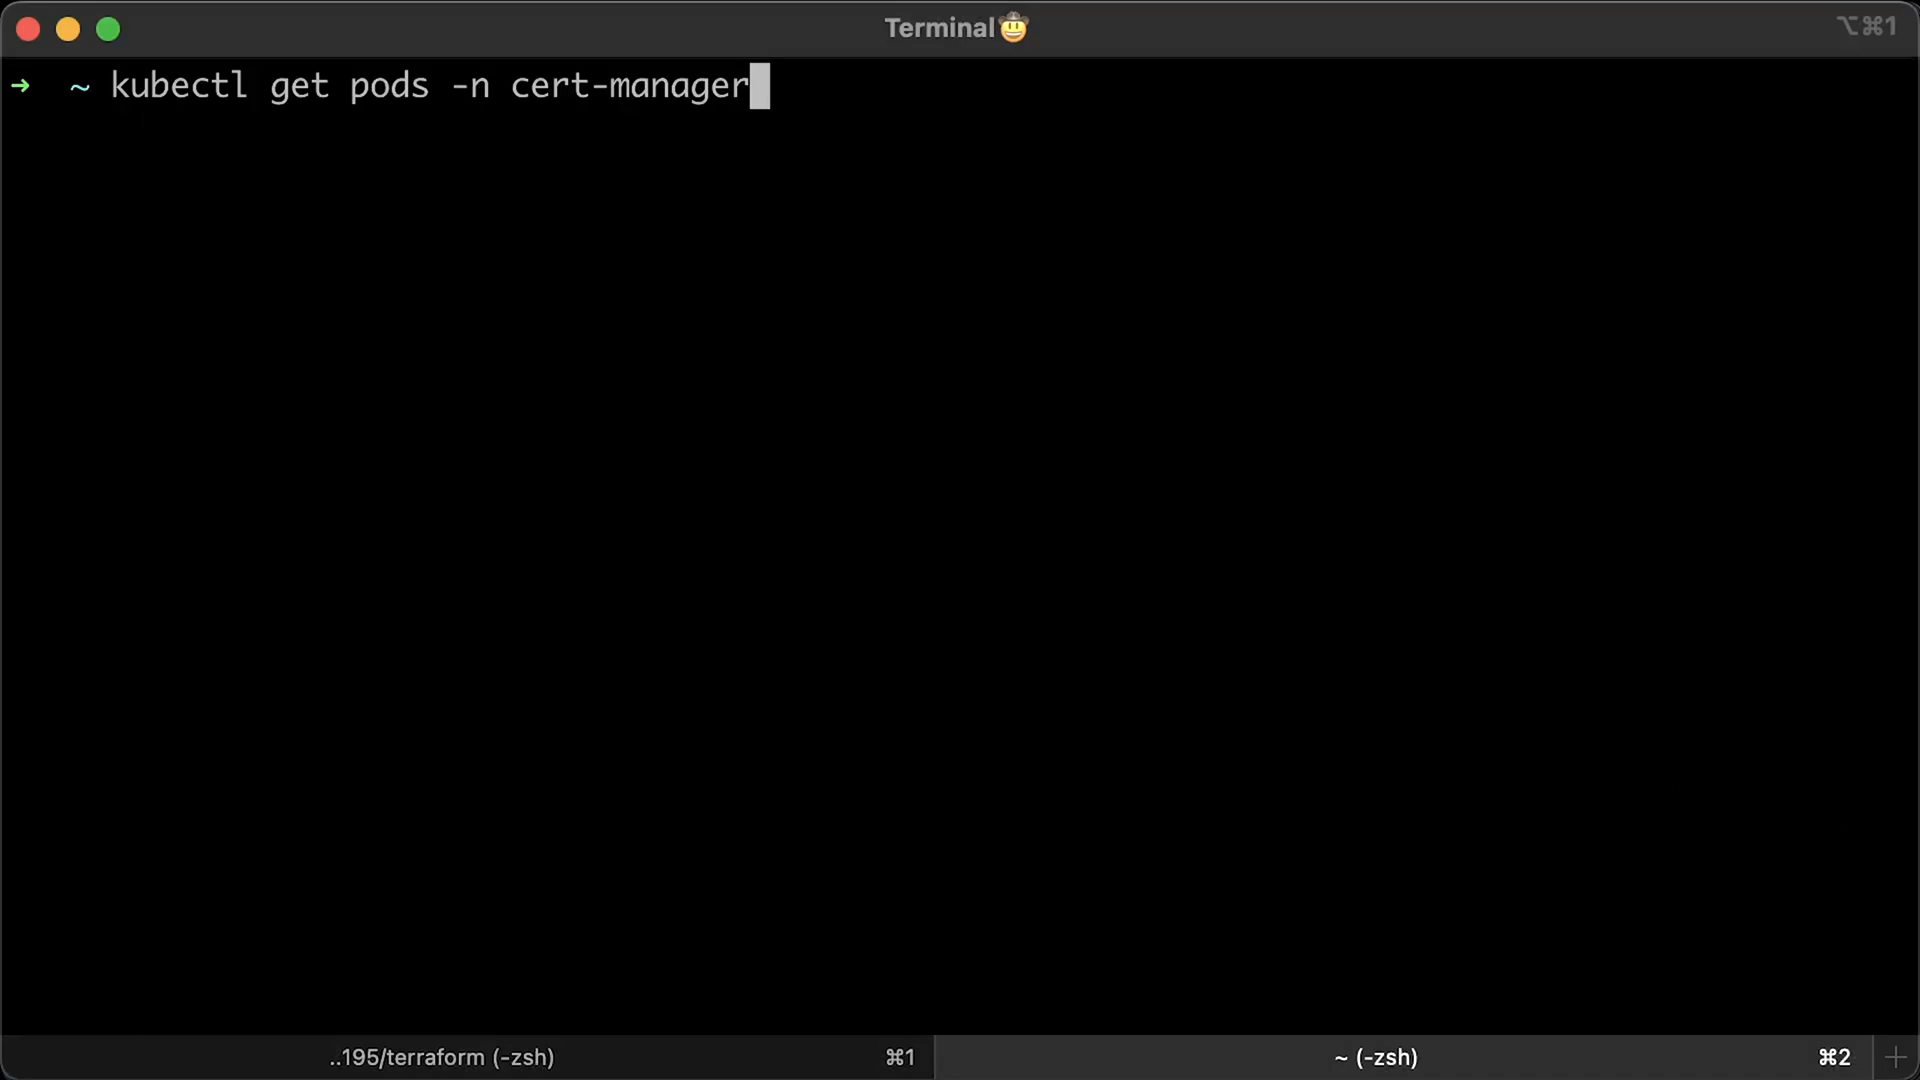 Terminal🤠
⌥⌘1
➜ ~ kubectl get pods -n cert-manager
..195/terraform (-zsh) ⌘1
~ (-zsh) ⌘2 +